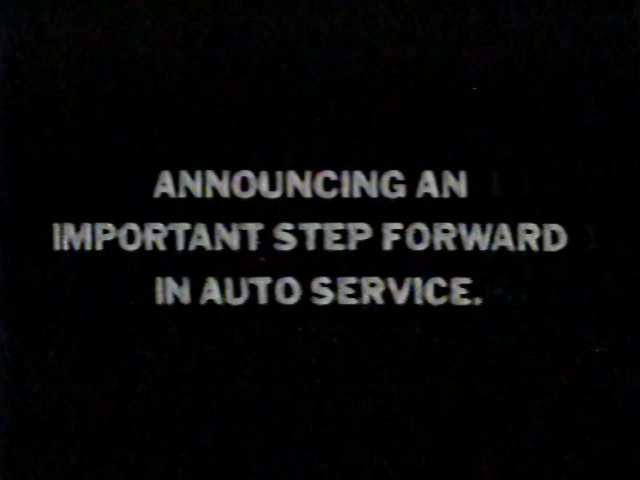 ANNOUNCING AN
IMPORTANT STEP FORWARD
IN AUTO SERVICE.